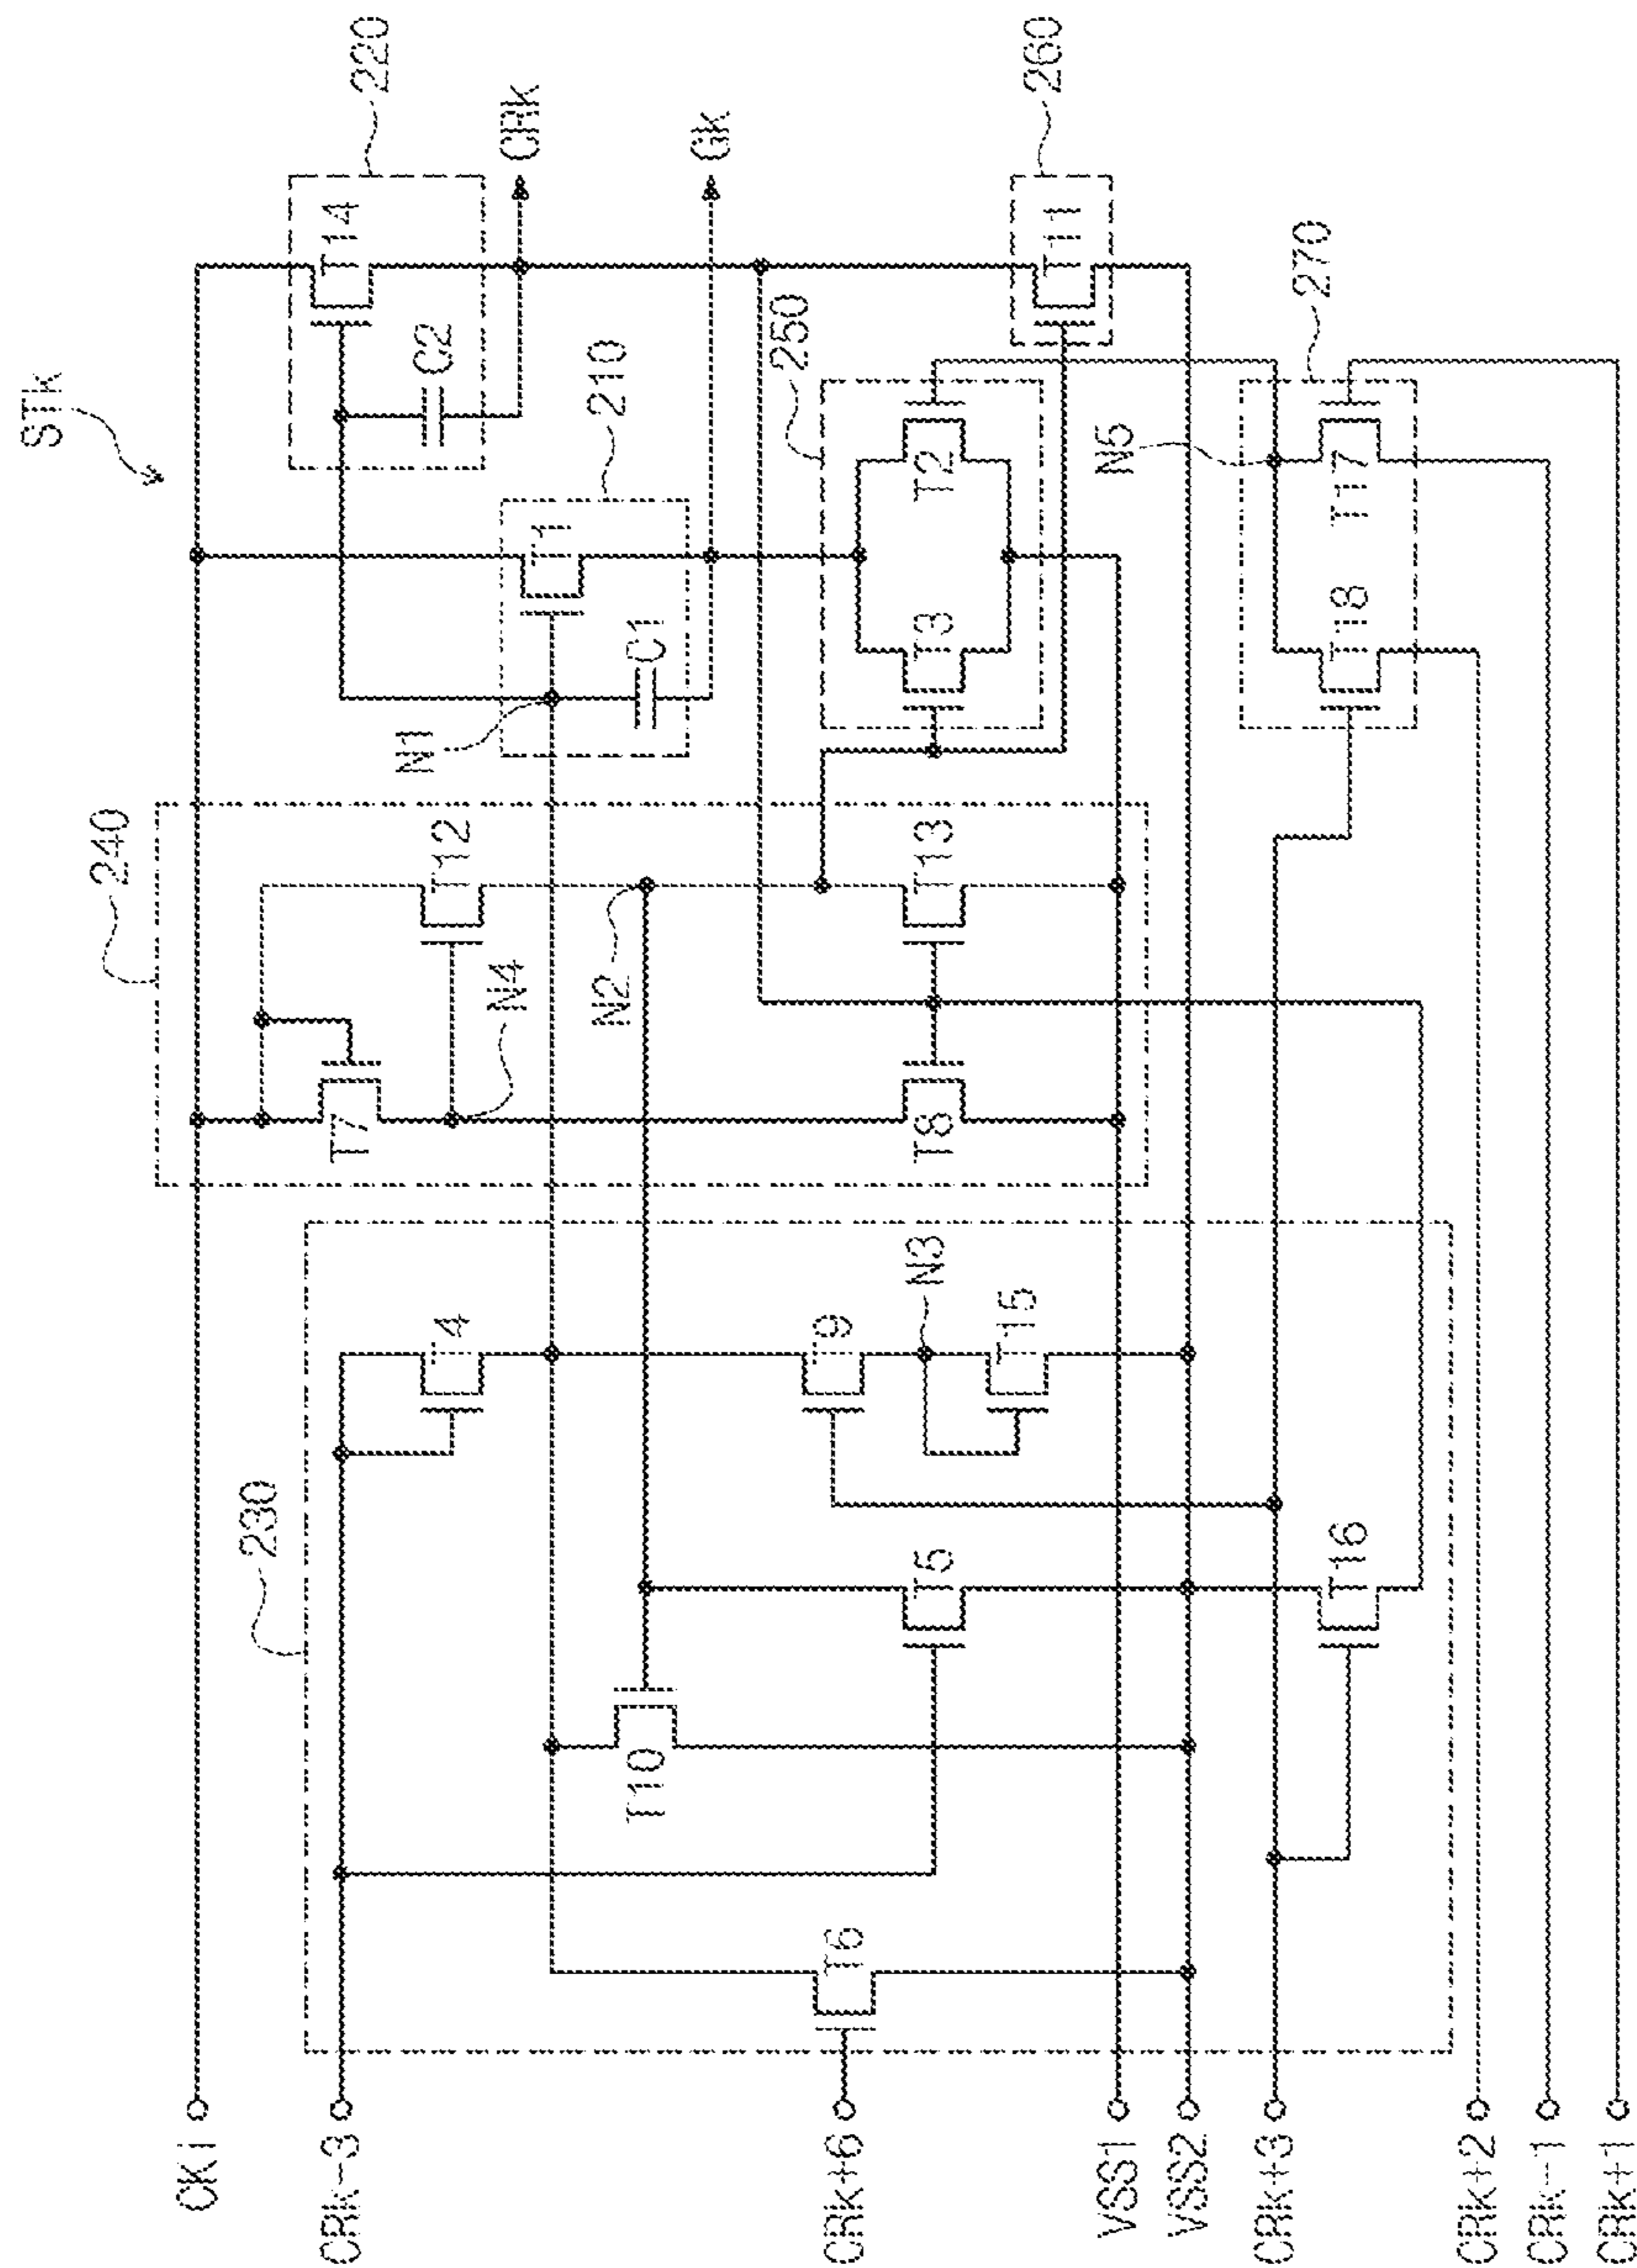 STk
220
T14
CRk
C2
210
T1
GK
N1
C1
240
T12
250
T2
T3
260
T11
N4
N2
T7
T13
T8
N5
270
T17
T18
230
T4
T9
N3
T15
T5
T10
T16
T6
CKi
CRk-3
CRk+6
VSS1
VSS2
CRk+3
CRk+2
CRk-1
CRk+1